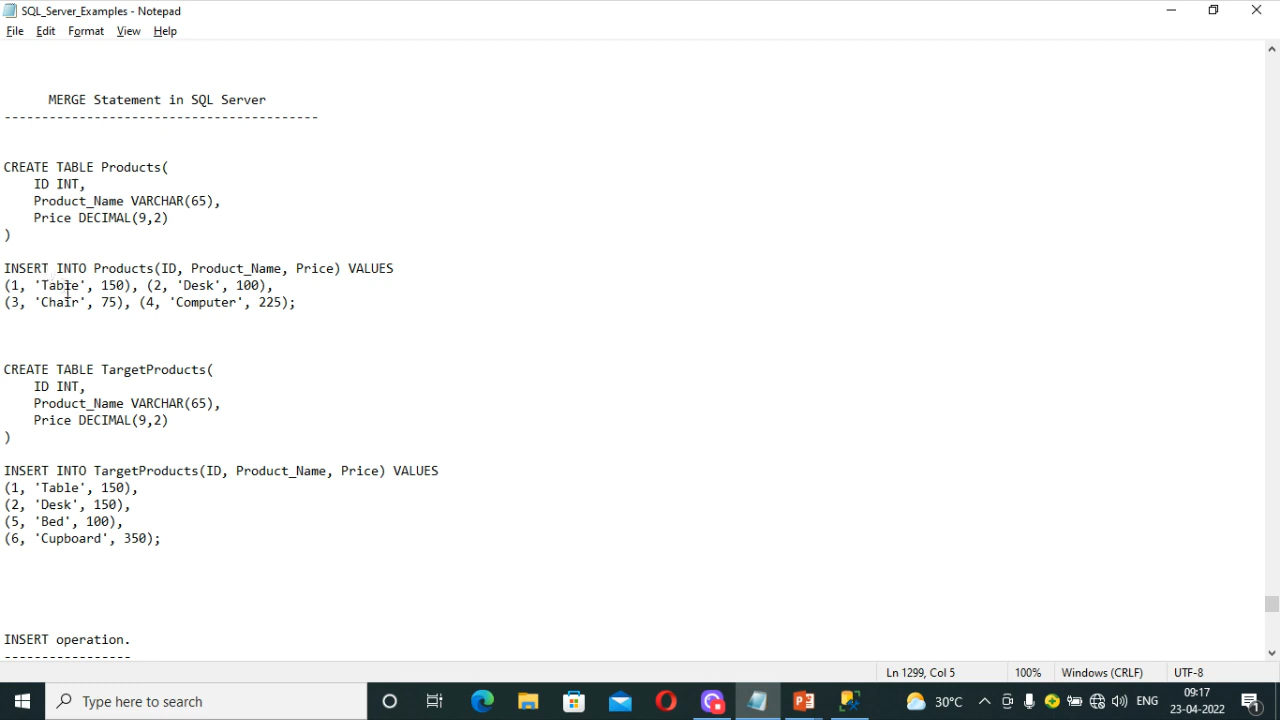 SQL_Server_Examples - Notepad
File Edit Format View Help
MERGE Statement in SQL Server
------------------------------------------
CREATE TABLE Products(
ID INT,
Product_Name VARCHAR(65),
Price DECIMAL(9,2)
)
INSERT INTO Products(ID, Product_Name, Price) VALUES
(1, 'Table', 150), (2, 'Desk', 100),
(3, 'Chair', 75), (4, 'Computer', 225);
CREATE TABLE TargetProducts(
ID INT,
Product_Name VARCHAR(65),
Price DECIMAL(9,2)
)
INSERT INTO TargetProducts(ID, Product_Name, Price) VALUES
(1, 'Table', 150),
(2, 'Desk', 150),
(5, 'Bed', 100),
(6, 'Cupboard', 350);
INSERT operation.
-----------------
Ln 1299, Col 5 100% Windows (CRLF) UTF-8
Type here to search 30°C ENG 09:17
23-04-2022 1